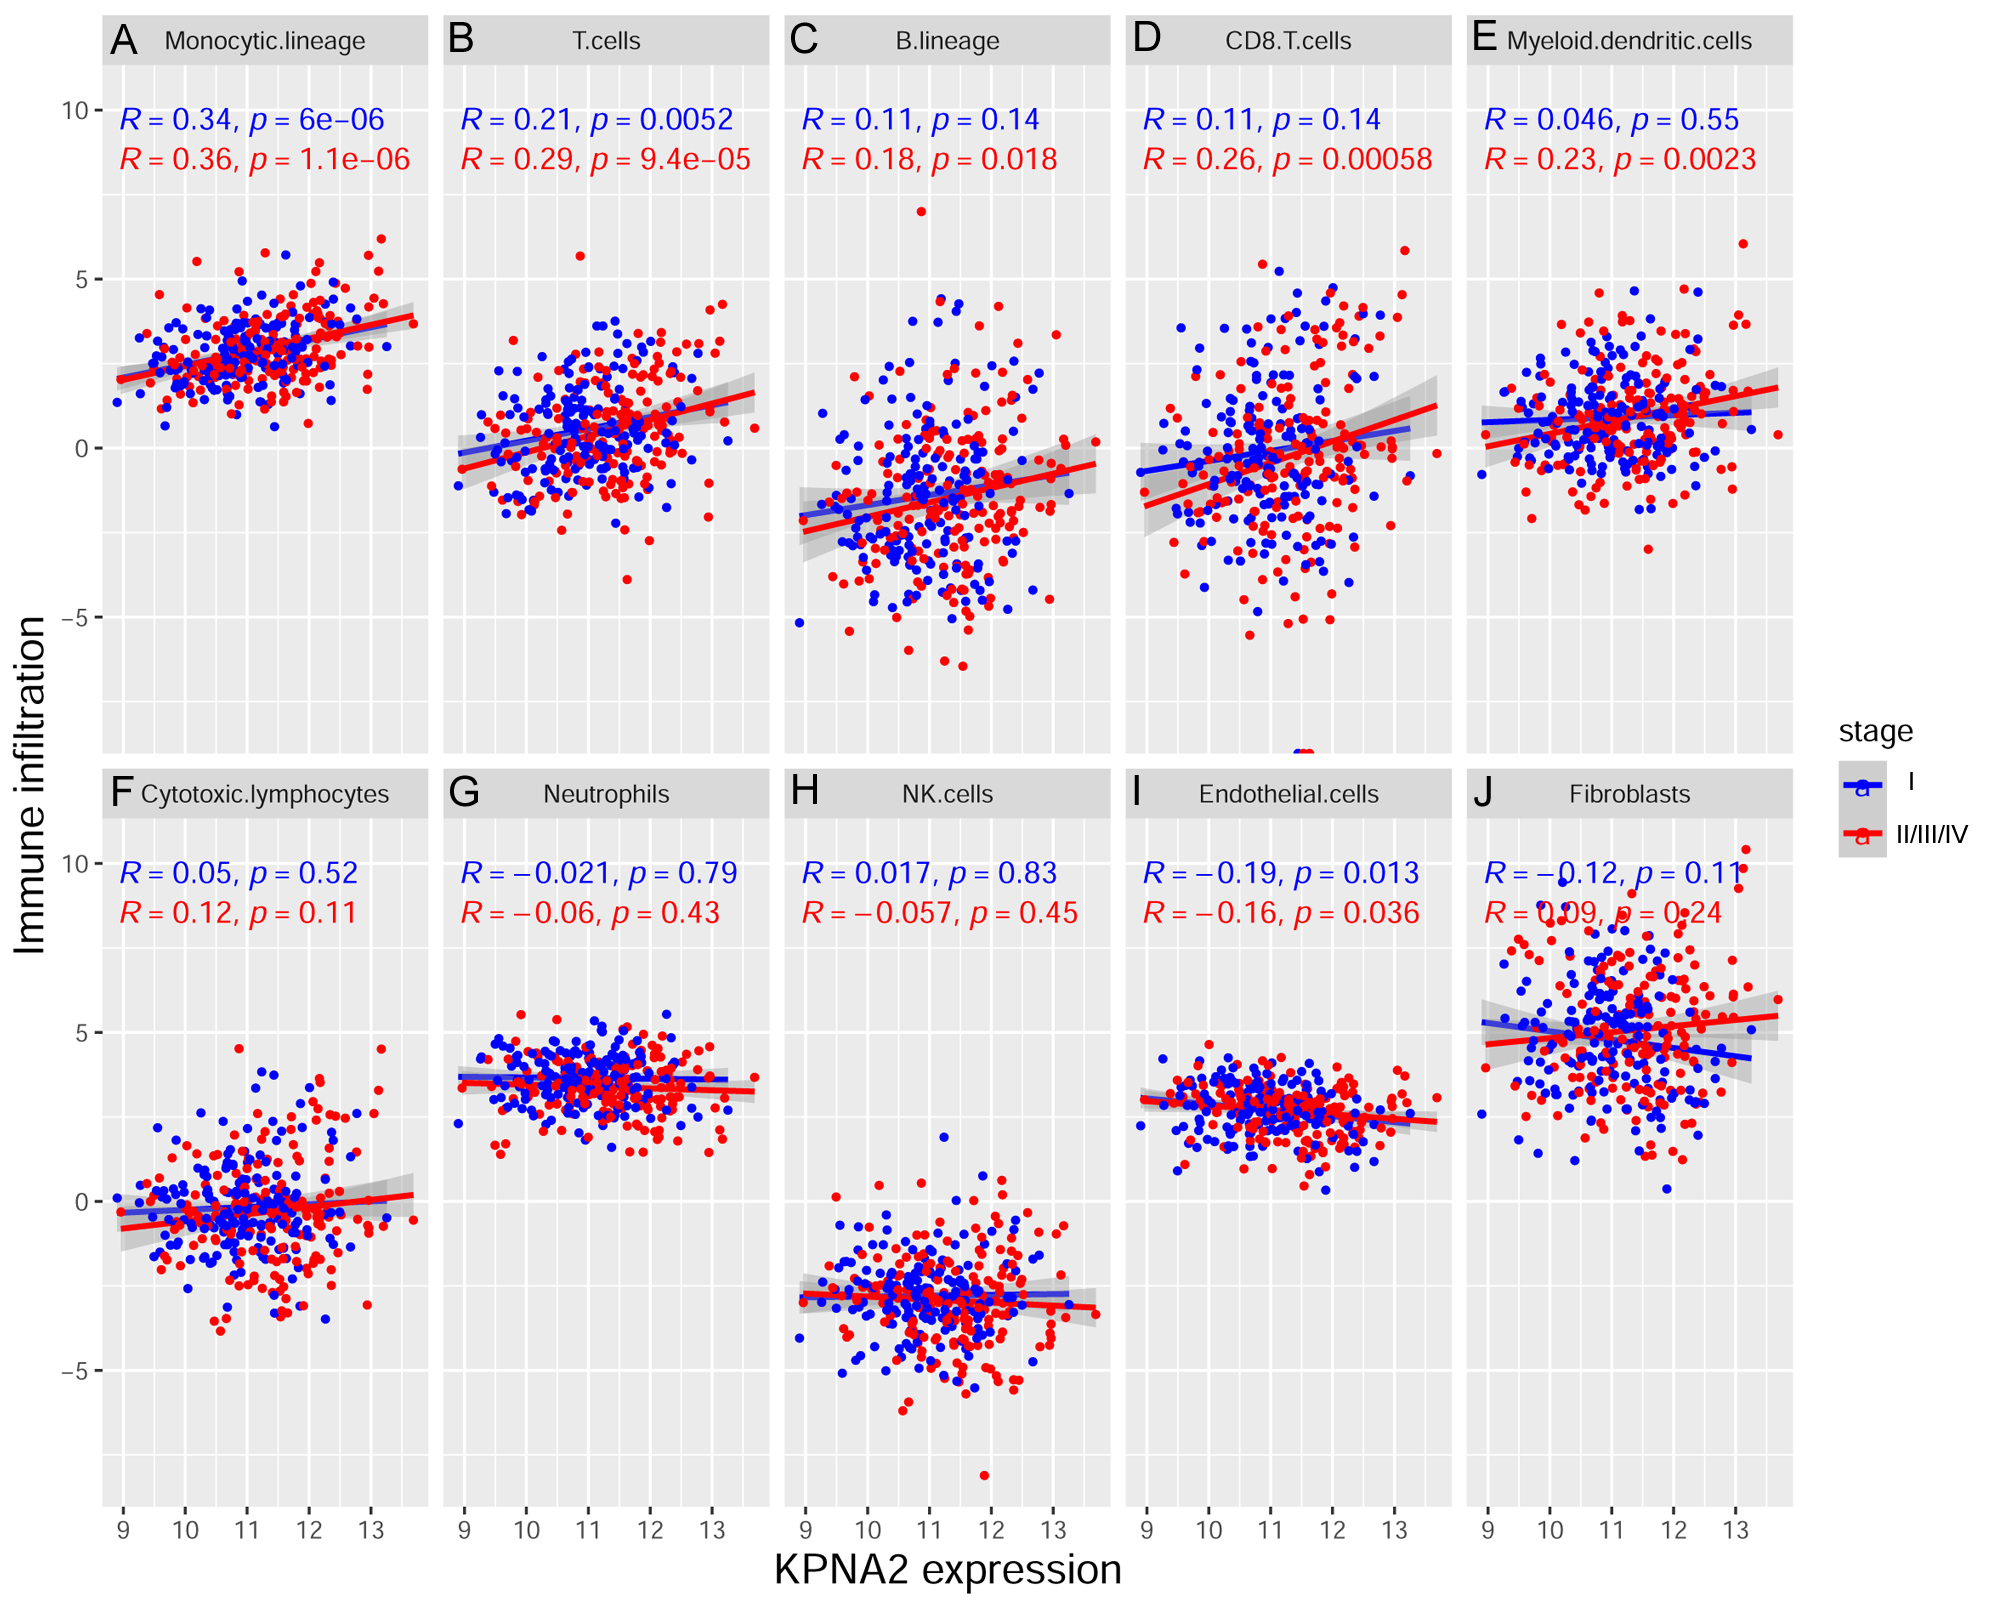 A Monocytic.lineage
R = 0.34, p = 6e−06
R = 0.36, p = 1.1e−06
B T.cells
R = 0.21, p = 0.0052
R = 0.29, p = 9.4e−05
C B.lineage
R = 0.11, p = 0.14
R = 0.18, p = 0.018
D CD8.T.cells
R = 0.11, p = 0.14
R = 0.26, p = 0.00058
E Myeloid.dendritic.cells
R = 0.046, p = 0.55
R = 0.23, p = 0.0023
10
5
0
−5
F Cytotoxic.lymphocytes
R = 0.05, p = 0.52
R = 0.12, p = 0.11
G Neutrophils
R = −0.021, p = 0.79
R = −0.06, p = 0.43
H NK.cells
R = 0.017, p = 0.83
R = −0.057, p = 0.45
I Endothelial.cells
R = −0.19, p = 0.013
R = −0.16, p = 0.036
J Fibroblasts
R = −0.12, p = 0.11
R = 0.09, p = 0.24
10
5
0
−5
9 10 11 12 13
9 10 11 12 13
9 10 11 12 13
9 10 11 12 13
9 10 11 12 13
KPNA2 expression
Immune infiltration
stage
a I
a II/III/IV